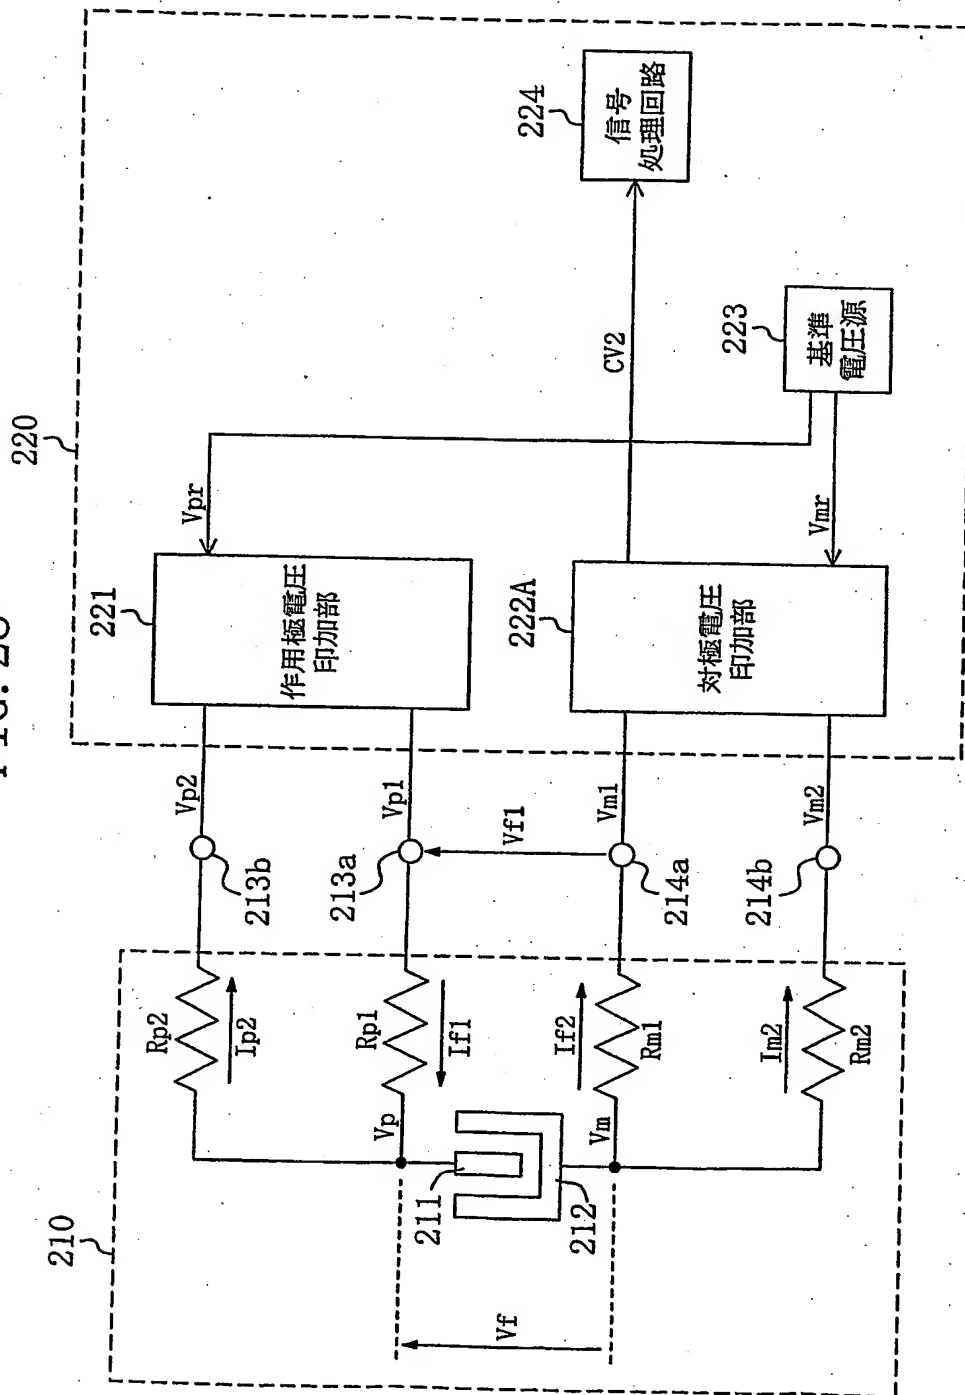 220
224
信号
処理回路
223
基準
電圧源
CV2
Vpr
Vmr
221
作用極電圧
印加部
222A
対極電圧
印加部
Vp2
Vp1
Vm1
Vm2
Vf1
213b
213a
214a
214b
210
Rp2
Ip2
Rp1
If1
If2
Rm1
Im2
Rm2
Vp
Vm
211
212
Vf